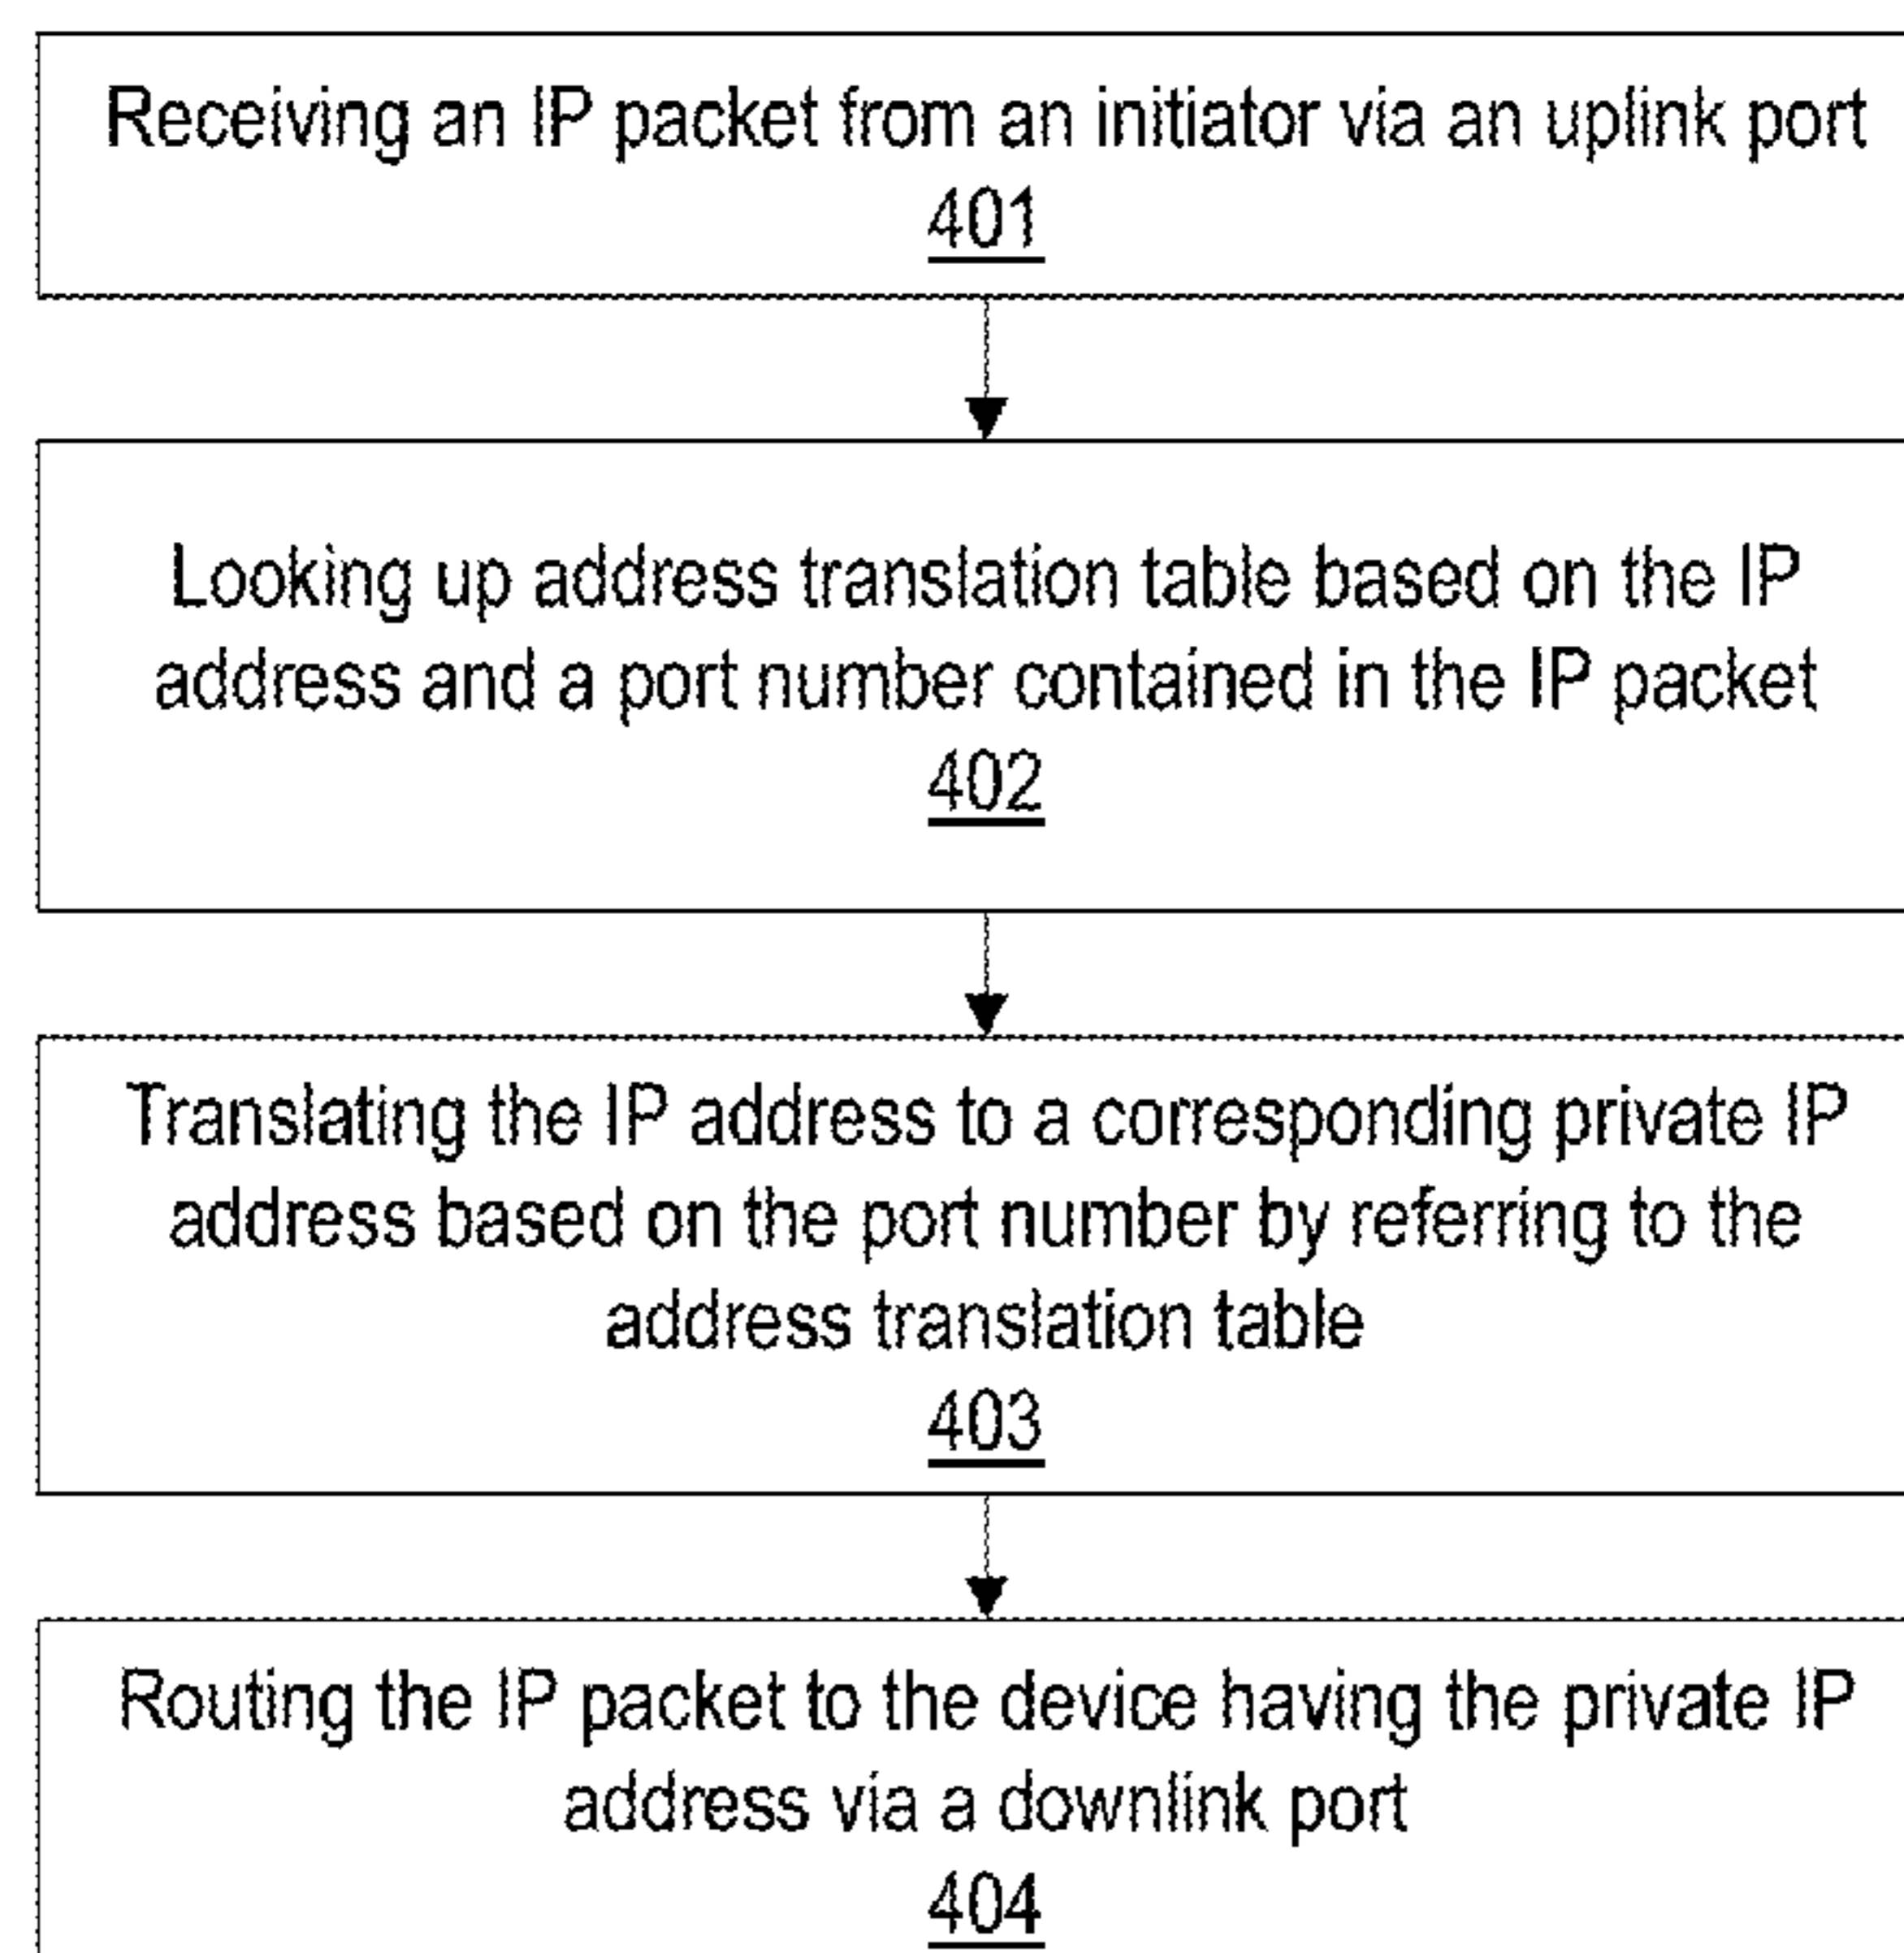 Receiving an IP packet from an initiator via an uplink port
401
Looking up address translation table based on the IP
address and a port number contained in the IP packet
402
Translating the IP address to a corresponding private IP
address based on the port number by referring to the
address translation table
403
Routing the IP packet to the device having the private IP
address via a downlink port
404